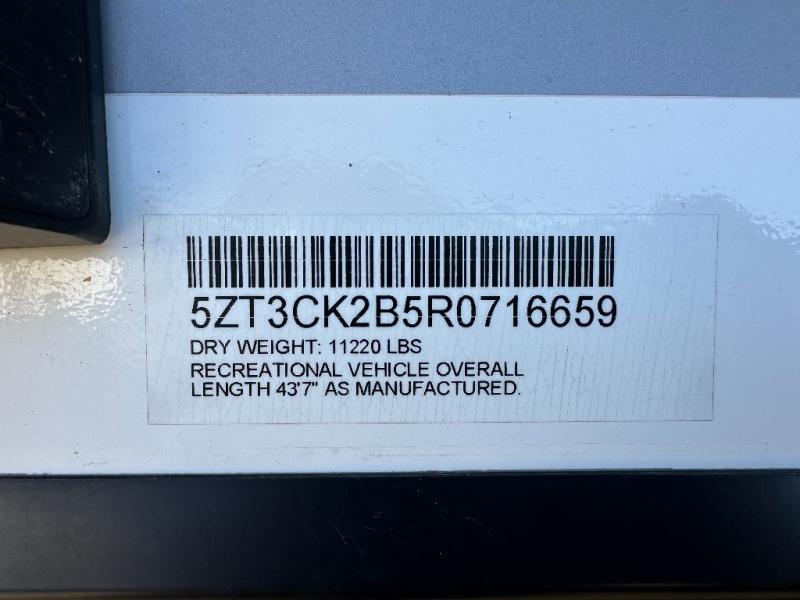 5ZT3CK2B5R0716659
DRY WEIGHT: 11220 LBS
RECREATIONAL VEHICLE OVERALL
LENGTH 43'7" AS MANUFACTURED.